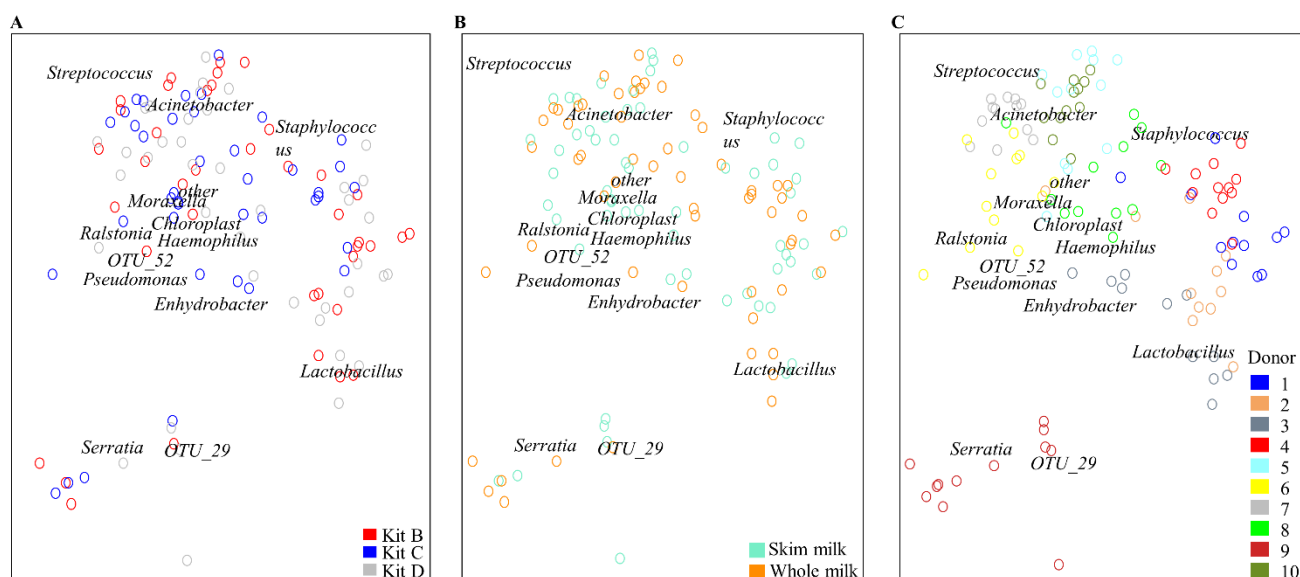 A
Streptococcus
Acinetobacter
Staphylococc
us
other
Moraxella
Chloroplast
Ralstonia
Haemophilus
OTU_52
Pseudomonas
Enhydrobacter
Lactobacillus
Serratia
OTU_29
Kit B
Kit C
Kit D
B
Streptococcus
Acinetobacter
Staphylococc
us
other
Moraxella
Chloroplast
Ralstonia
Haemophilus
OTU_52
Pseudomonas
Enhydrobacter
Lactobacillus
Serratia
OTU_29
Skim milk
Whole milk
C
Streptococcus
Acinetobacter
Staphylococcus
other
Moraxella
Chloroplast
Ralstonia
Haemophilus
OTU_52
Pseudomonas
Enhydrobacter
Lactobacillus
Serratia
OTU_29
Donor
1
2
3
4
5
6
7
8
9
10